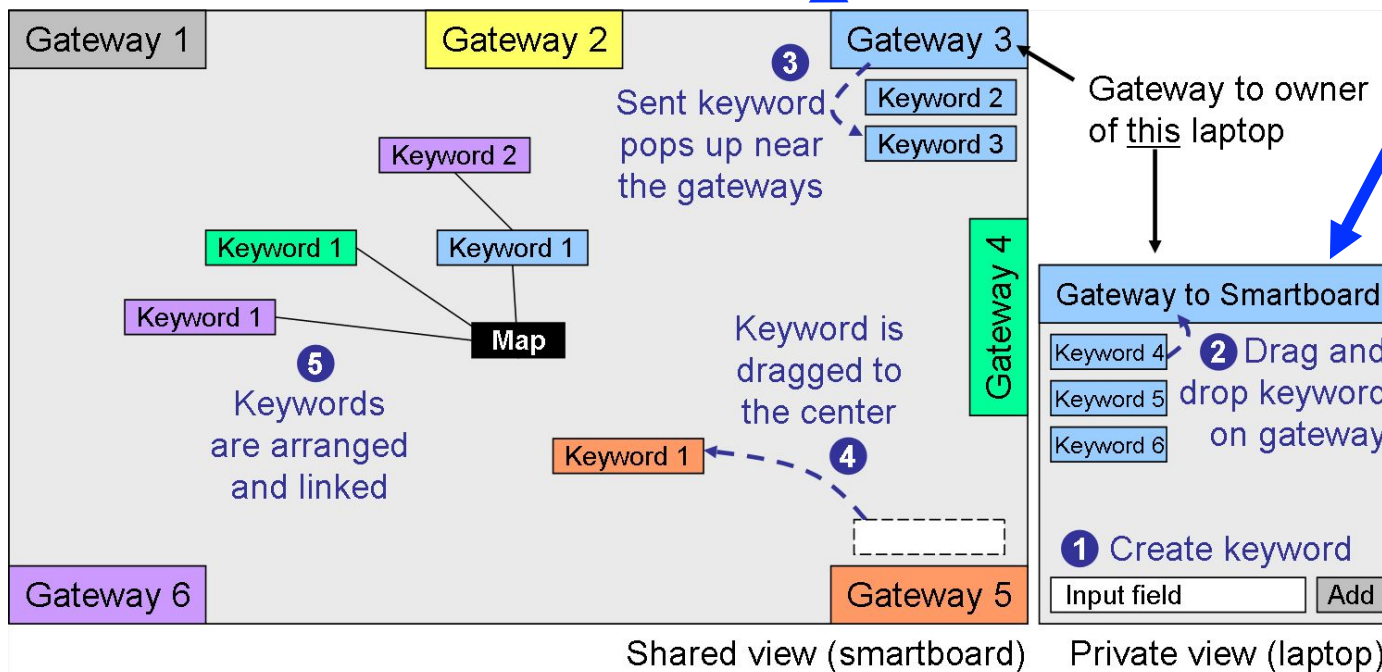 Gateway 1
Gateway 2
Gateway 3
3
Sent keyword
pops up near
the gateways
Keyword 2
Keyword 3
Gateway to owner
of this laptop
Keyword 2
Keyword 1
Keyword 1
Keyword 1
Map
Gateway 4
5
Keywords
are arranged
and linked
Keyword is
dragged to
the center
4
Keyword 1
Gateway 6
Gateway 5
Gateway to Smartboard
Keyword 4
Keyword 5
Keyword 6
2 Drag and
drop keyword
on gateway
1 Create keyword
Input field
Add
Shared view (smartboard)
Private view (laptop)